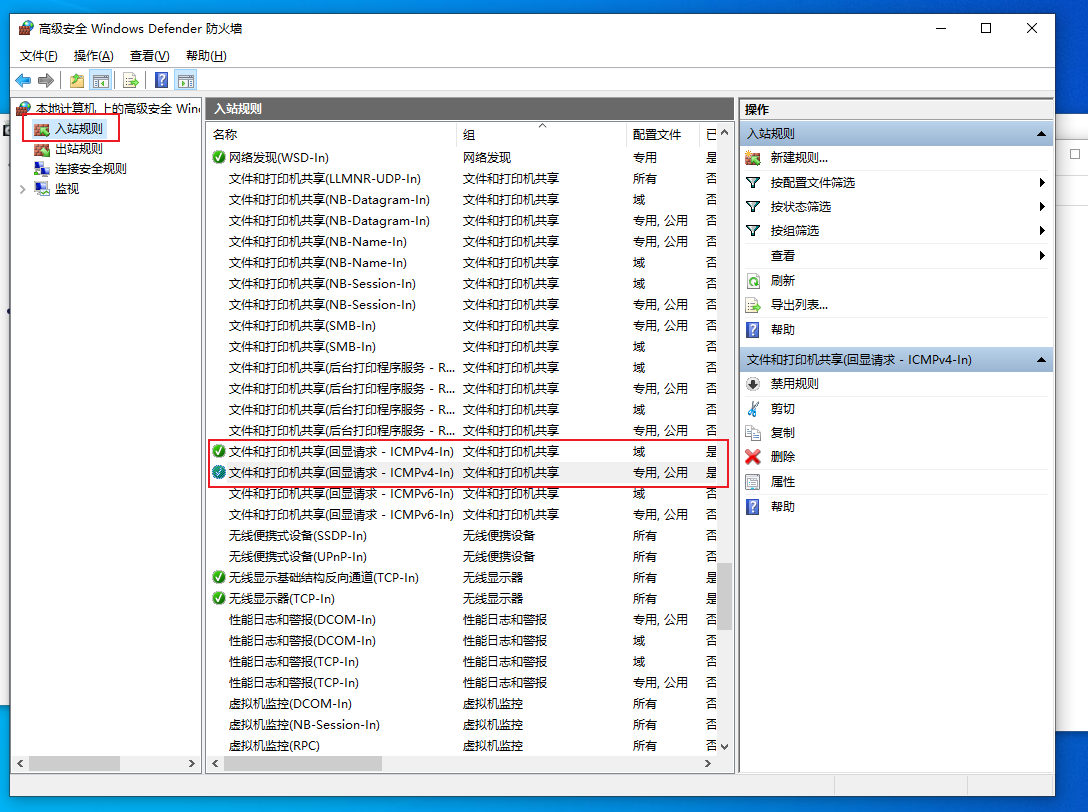 高级安全 Windows Defender 防火墙
文件(F) 操作(A) 查看(V) 帮助(H)
本地计算机 上的高级安全 Win
入站规则
出站规则
连接安全规则
监视
入站规则
名称 组 配置文件 已
网络发现(WSD-In) 网络发现 专用 是
文件和打印机共享(LLMNR-UDP-In) 文件和打印机共享 所有 否
文件和打印机共享(NB-Datagram-In) 文件和打印机共享 域 否
文件和打印机共享(NB-Datagram-In) 文件和打印机共享 专用, 公用 否
文件和打印机共享(NB-Name-In) 文件和打印机共享 专用, 公用 否
文件和打印机共享(NB-Name-In) 文件和打印机共享 域 否
文件和打印机共享(NB-Session-In) 文件和打印机共享 域 否
文件和打印机共享(NB-Session-In) 文件和打印机共享 专用, 公用 否
文件和打印机共享(SMB-In) 文件和打印机共享 专用, 公用 否
文件和打印机共享(SMB-In) 文件和打印机共享 域 否
文件和打印机共享(后台打印程序服务 - R... 文件和打印机共享 域 否
文件和打印机共享(后台打印程序服务 - R... 文件和打印机共享 专用, 公用 否
文件和打印机共享(后台打印程序服务 - R... 文件和打印机共享 域 否
文件和打印机共享(后台打印程序服务 - R... 文件和打印机共享 专用, 公用 否
文件和打印机共享(回显请求 - ICMPv4-In) 文件和打印机共享 域 是
文件和打印机共享(回显请求 - ICMPv4-In) 文件和打印机共享 专用, 公用 是
文件和打印机共享(回显请求 - ICMPv6-In) 文件和打印机共享 域 否
文件和打印机共享(回显请求 - ICMPv6-In) 文件和打印机共享 专用, 公用 否
无线便携式设备(SSDP-In) 无线便携设备 所有 否
无线便携式设备(UPnP-In) 无线便携设备 所有 否
无线显示基础结构反向通道(TCP-In) 无线显示器 所有 是
无线显示器(TCP-In) 无线显示器 所有 是
性能日志和警报(DCOM-In) 性能日志和警报 专用, 公用 否
性能日志和警报(DCOM-In) 性能日志和警报 域 否
性能日志和警报(TCP-In) 性能日志和警报 域 否
性能日志和警报(TCP-In) 性能日志和警报 专用, 公用 否
虚拟机监控(DCOM-In) 虚拟机监控 所有 否
虚拟机监控(NB-Session-In) 虚拟机监控 所有 否
虚拟机监控(RPC) 虚拟机监控 所有 否
操作
入站规则
新建规则...
按配置文件筛选
按状态筛选
按组筛选
查看
刷新
导出列表...
帮助
文件和打印机共享(回显请求 - ICMPv4-In)
禁用规则
剪切
复制
删除
属性
帮助